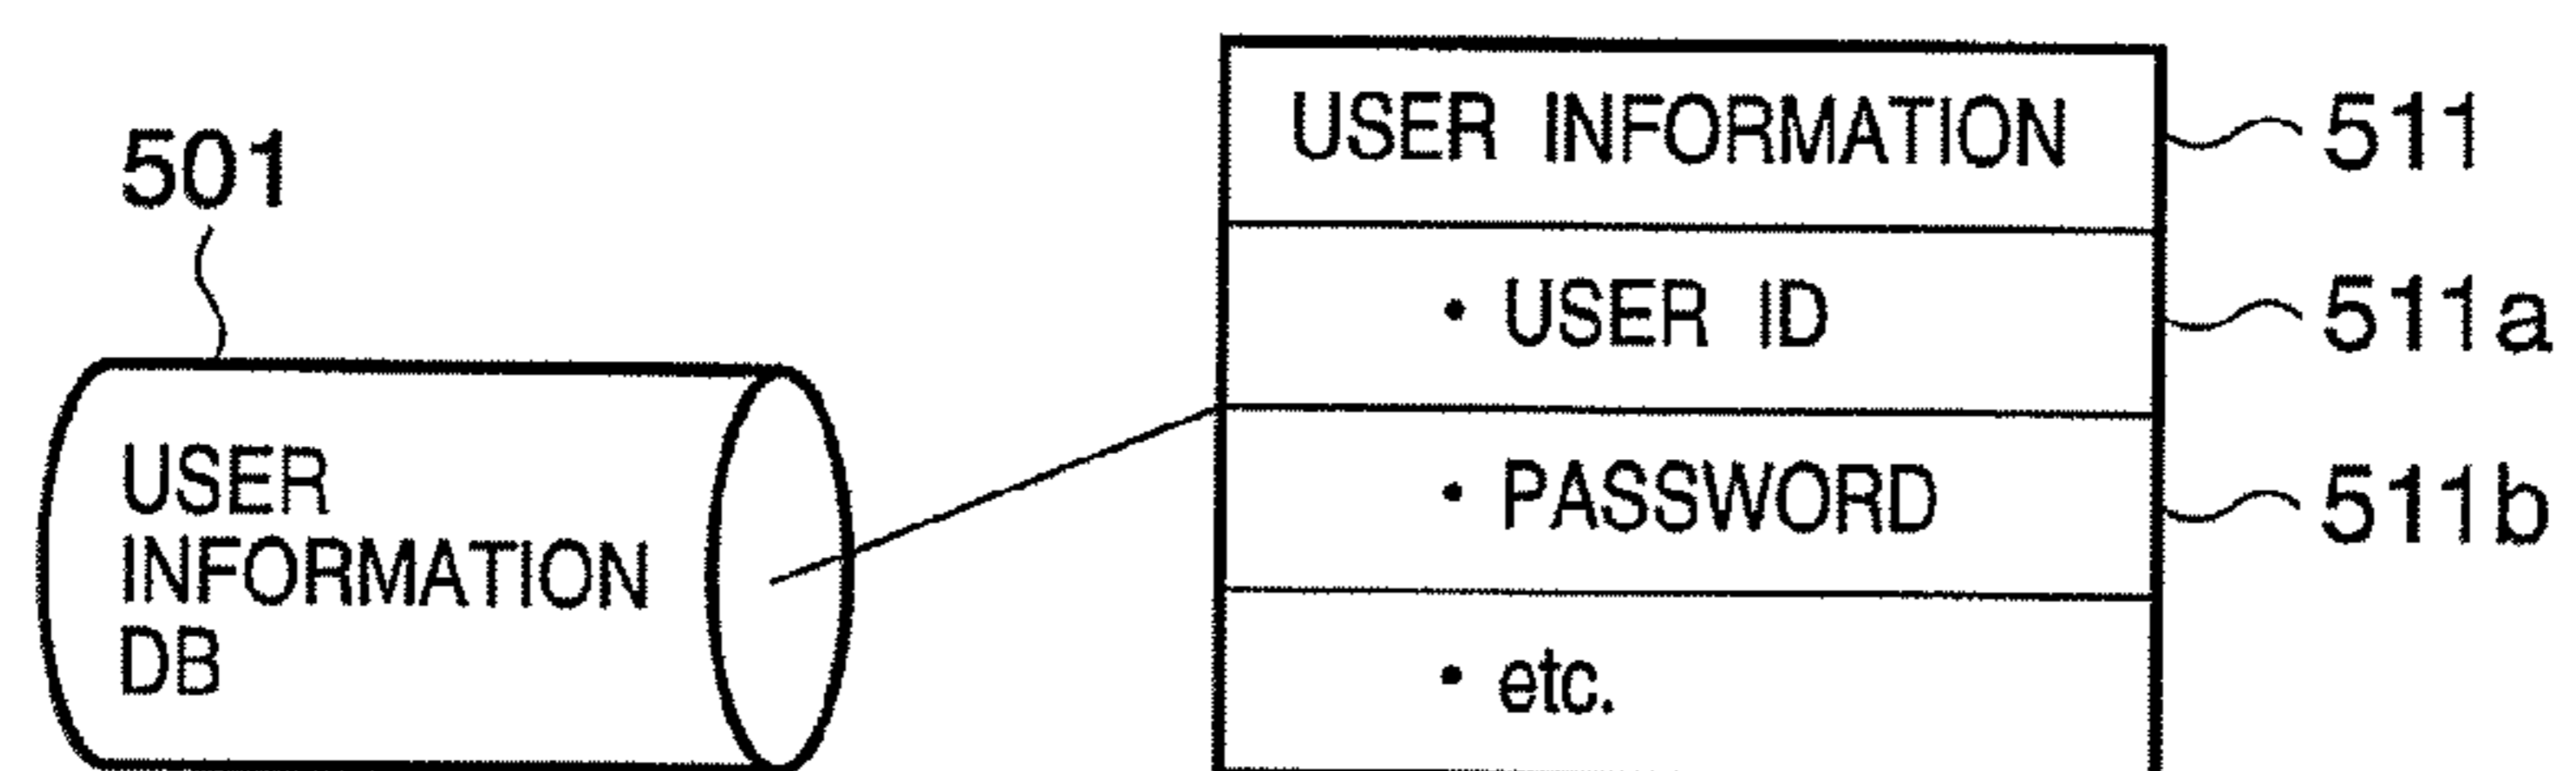 501
USER
INFORMATION
DB
USER INFORMATION
511
• USER ID
511a
• PASSWORD
511b
• etc.